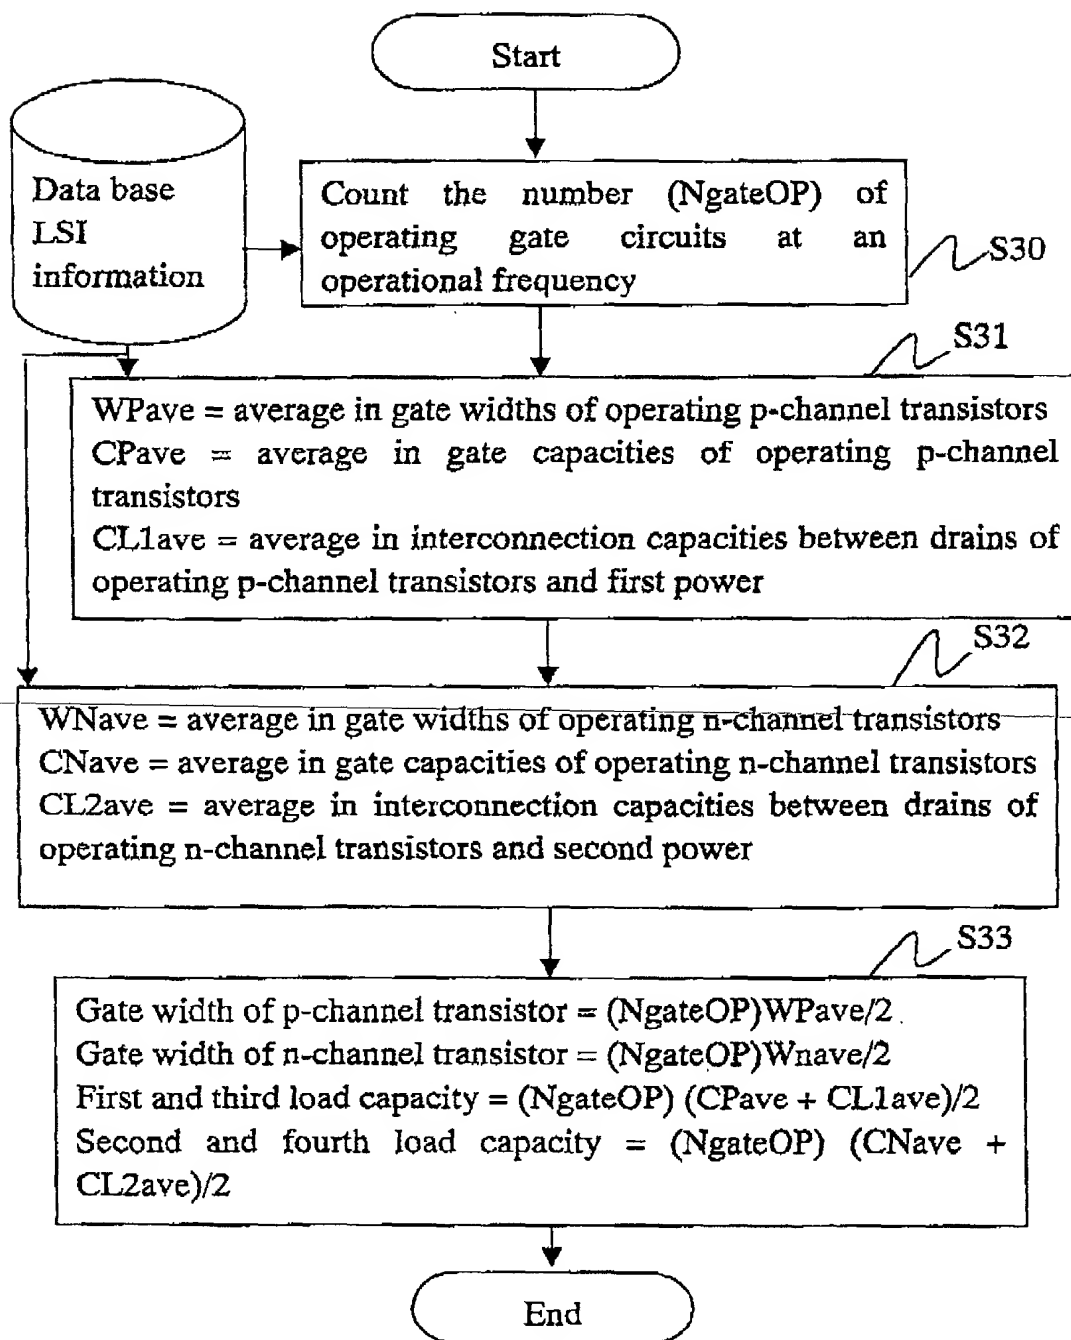 Start
Data base
LSI
information
Count the number (NgateOP) of
operating gate circuits at an
operational frequency
S30
S31
WPave = average in gate widths of operating p-channel transistors
CPave = average in gate capacities of operating p-channel
transistors
CL1ave = average in interconnection capacities between drains of
operating p-channel transistors and first power
S32
WNave = average in gate widths of operating n-channel transistors
CNave = average in gate capacities of operating n-channel transistors
CL2ave = average in interconnection capacities between drains of
operating n-channel transistors and second power
S33
Gate width of p-channel transistor = (NgateOP)WPave/2
Gate width of n-channel transistor = (NgateOP)Wnave/2
First and third load capacity = (NgateOP) (CPave + CL1ave)/2
Second and fourth load capacity = (NgateOP) (CNave +
CL2ave)/2
End